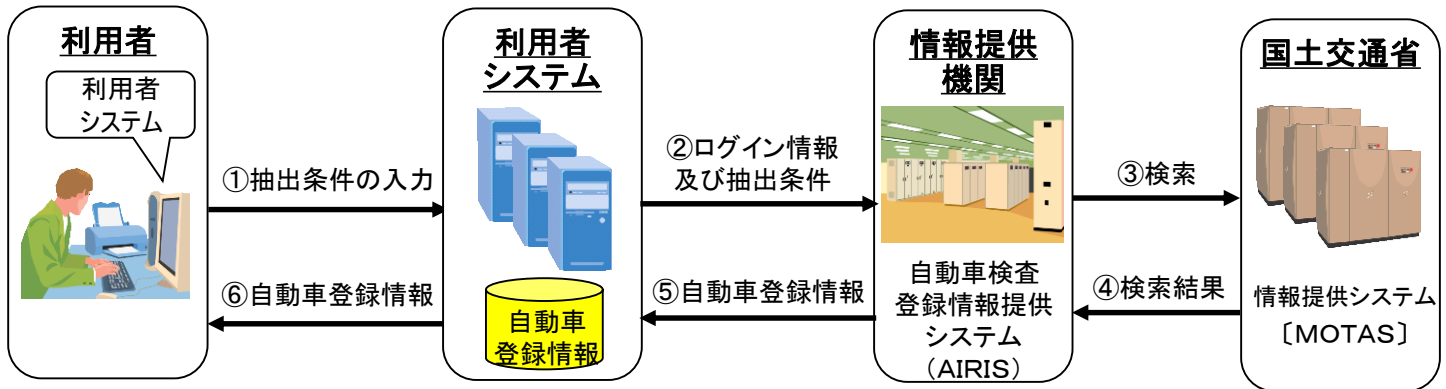 利用者
利用者
システム
①抽出条件の入力
⑥自動車登録情報
利用者
システム
自動車
登録情報
②ログイン情報
及び抽出条件
⑤自動車登録情報
情報提供
機関
自動車検査
登録情報提供
システム
(AIRIS)
③検索
④検索結果
国土交通省
情報提供システム
〔MOTAS〕